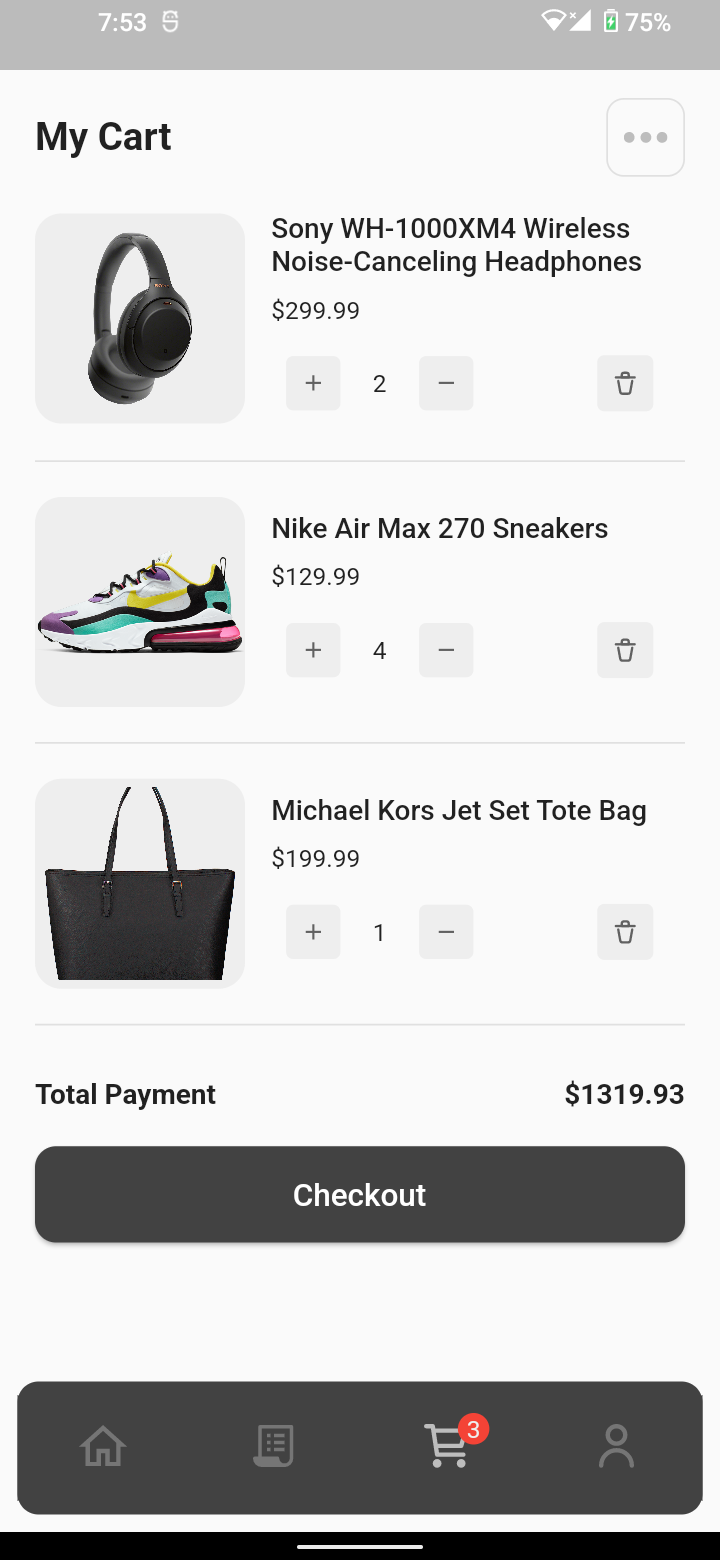 7:53
75%
My Cart
Sony WH-1000XM4 Wireless
Noise-Canceling Headphones
$299.99
+ 2 −
Nike Air Max 270 Sneakers
$129.99
+ 4 −
Michael Kors Jet Set Tote Bag
$199.99
+ 1 −
Total Payment $1319.93
Checkout
3